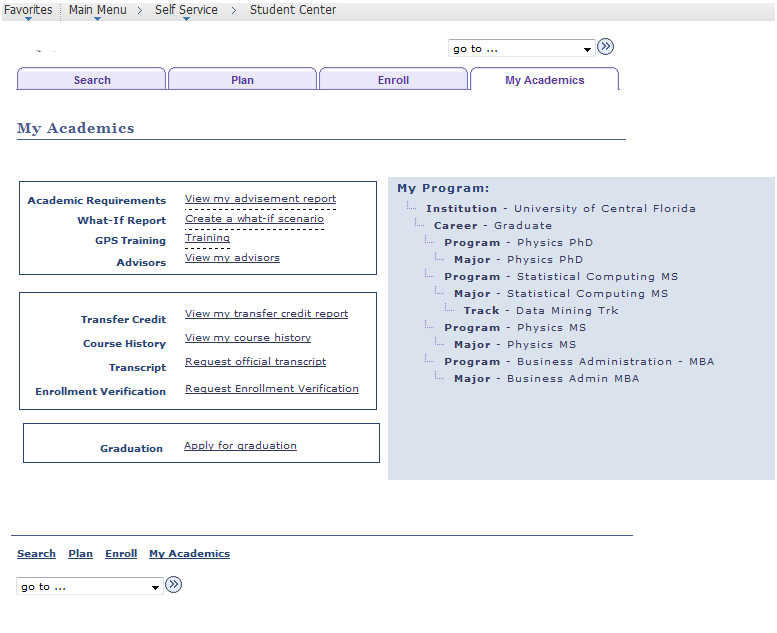 Favorites Main Menu > Self Service > Student Center
go to ...
Search Plan Enroll My Academics
My Academics
Academic Requirements View my advisement report
What-If Report Create a what-if scenario
GPS Training Training
Advisors View my advisors
Transfer Credit View my transfer credit report
Course History View my course history
Transcript Request official transcript
Enrollment Verification Request Enrollment Verification
Graduation Apply for graduation
My Program:
Institution - University of Central Florida
Career - Graduate
Program - Physics PhD
Major - Physics PhD
Program - Statistical Computing MS
Major - Statistical Computing MS
Track - Data Mining Trk
Program - Physics MS
Major - Physics MS
Program - Business Administration - MBA
Major - Business Admin MBA
Search Plan Enroll My Academics
go to ...